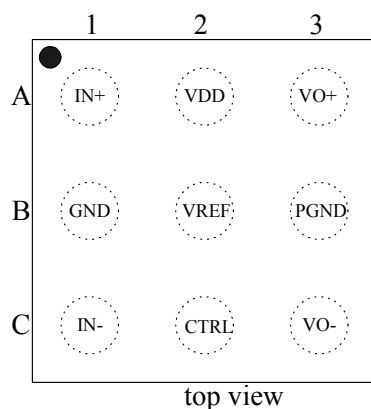 1 2 3
A IN+ VDD VO+
B GND VREF PGND
C IN- CTRL VO-
top view